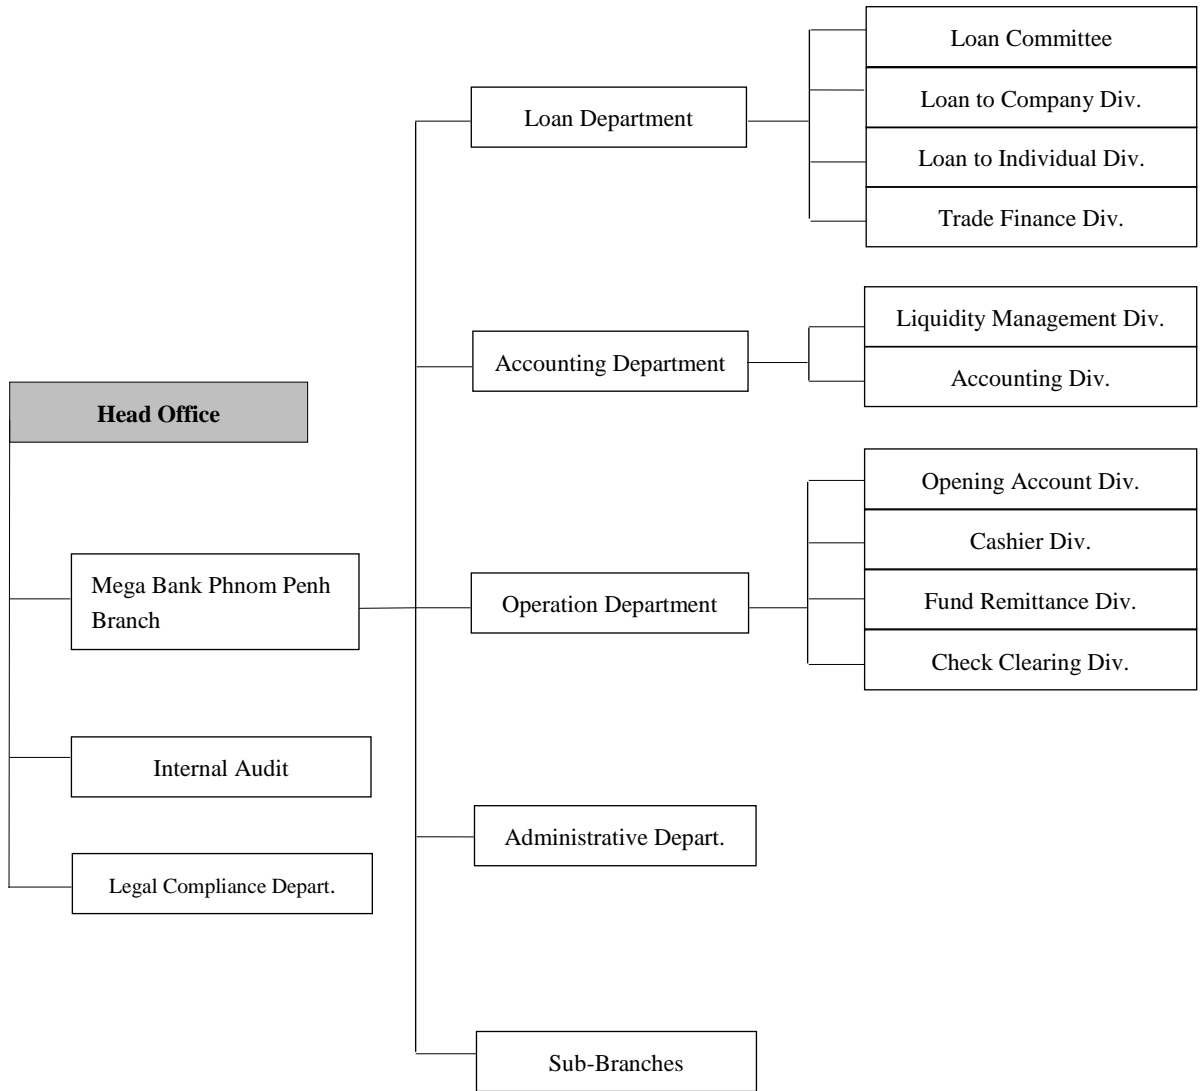 Head Office
Mega Bank Phnom Penh
Branch
Internal Audit
Legal Compliance Depart.
Loan Department
Accounting Department
Operation Department
Administrative Depart.
Sub-Branches
Loan Committee
Loan to Company Div.
Loan to Individual Div.
Trade Finance Div.
Liquidity Management Div.
Accounting Div.
Opening Account Div.
Cashier Div.
Fund Remittance Div.
Check Clearing Div.